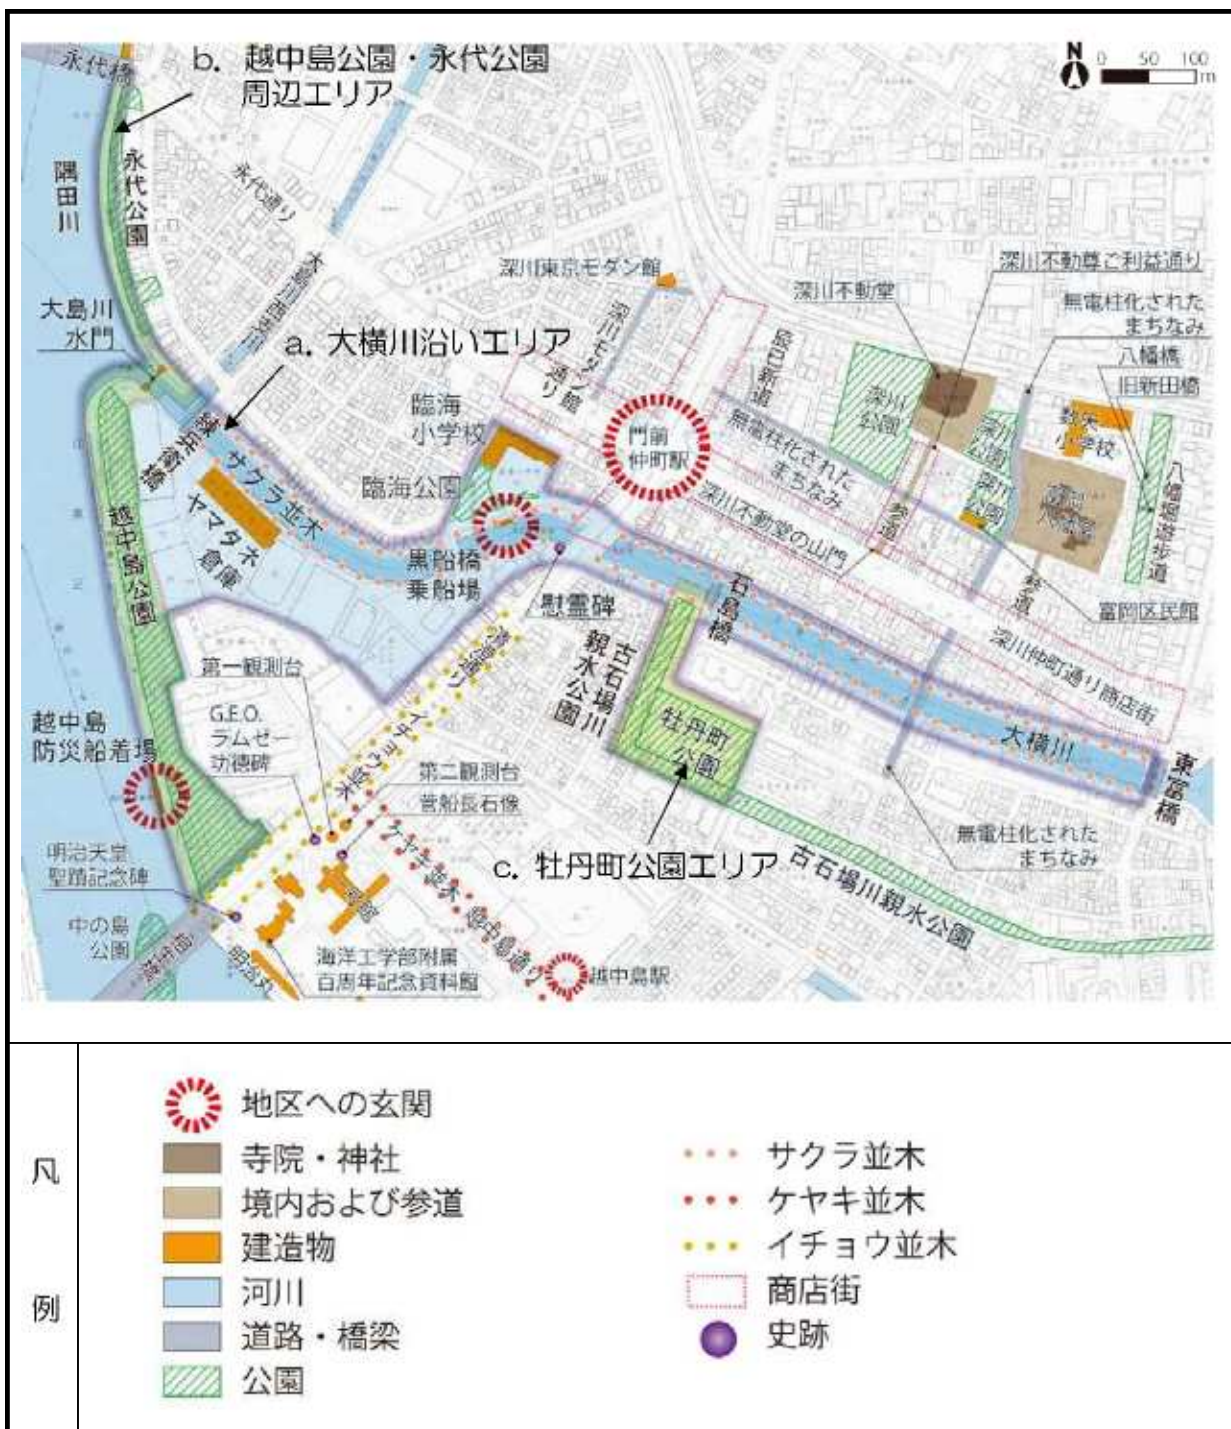 永代橋
b. 越中島公園・永代公園
周辺エリア
N
0 50 100
m
隅田川
永代公園
永代通り
大島川西支川
深川東京モダン館
深川不動尊ご利益通り
深川不動堂
無電柱化された
まちなみ
八幡橋
旧新田橋
大島川
水門
a. 大横川沿いエリア
深川モダン館
通り
辰巳新道
臨海
小学校
門前
仲町駅
無電柱化された
まちなみ
深川
公園
深川
公園
深川
公園
数矢
小学校
八幡堀遊歩道
練兵衛橋
サクラ並木
臨海公園
深川不動堂の山門
参道
ヤマタネ
倉庫
越中島公園
黒船橋
乗船場
慰霊碑
石島橋
参道
富岡区民館
深川仲町通り商店街
清澄通り
古石場川
親水公園
第一観測台
G.E.O.
ラムゼー
功徳碑
イチョウ並木
牡丹町
公園
大横川
東富橋
越中島
防災船着場
第二観測台
菅船長石像
無電柱化された
まちなみ
明治天皇
聖蹟記念碑
ケヤキ並木
c. 牡丹町公園エリア
古石場川親水公園
中の島
公園
相生橋
明治丸
海洋工学部附属
百周年記念資料館
越中島通り
越中島駅
凡例
地区への玄関
寺院・神社
境内および参道
建造物
河川
道路・橋梁
公園
サクラ並木
ケヤキ並木
イチョウ並木
商店街
史跡